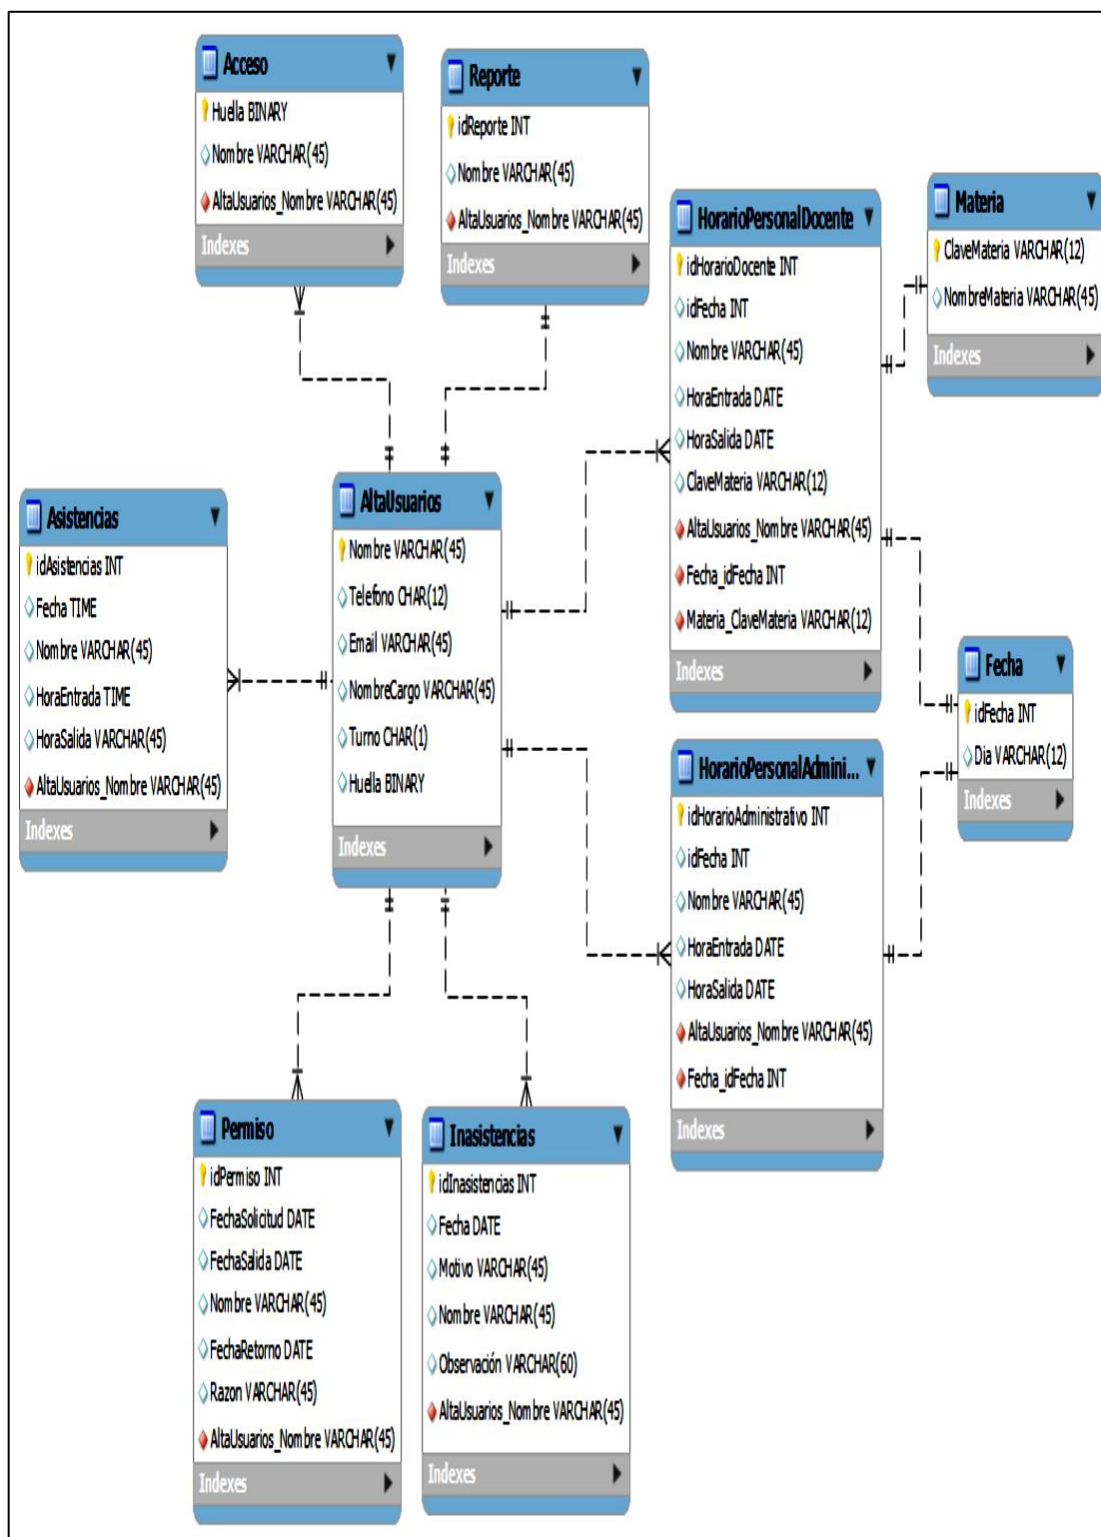 Acceso
Huella BINARY
Nombre VARCHAR(45)
AltaUsuarios_Nombre VARCHAR(45)
Indexes
Reporte
idReporte INT
Nombre VARCHAR(45)
AltaUsuarios_Nombre VARCHAR(45)
Indexes
HorarioPersonalDocente
idHorarioDocente INT
idFecha INT
Nombre VARCHAR(45)
HoraEntrada DATE
HoraSalida DATE
ClaveMateria VARCHAR(12)
AltaUsuarios_Nombre VARCHAR(45)
Fecha_idFecha INT
Materia_ClaveMateria VARCHAR(12)
Indexes
Materia
ClaveMateria VARCHAR(12)
NombreMateria VARCHAR(45)
Indexes
Asistencias
idAsistencias INT
Fecha TIME
Nombre VARCHAR(45)
HoraEntrada TIME
HoraSalida VARCHAR(45)
AltaUsuarios_Nombre VARCHAR(45)
Indexes
AltaUsuarios
Nombre VARCHAR(45)
Telefono CHAR(12)
Email VARCHAR(45)
NombreCargo VARCHAR(45)
Turno CHAR(1)
Huella BINARY
Indexes
Fecha
idFecha INT
Dia VARCHAR(12)
Indexes
HorarioPersonalAdmini...
idHorarioAdministrativo INT
idFecha INT
Nombre VARCHAR(45)
HoraEntrada DATE
HoraSalida DATE
AltaUsuarios_Nombre VARCHAR(45)
Fecha_idFecha INT
Indexes
Permiso
idPermiso INT
FechaSolicitud DATE
FechaSalida DATE
Nombre VARCHAR(45)
FechaRetorno DATE
Razon VARCHAR(45)
AltaUsuarios_Nombre VARCHAR(45)
Indexes
Inasistencias
idInasistencias INT
Fecha DATE
Motivo VARCHAR(45)
Nombre VARCHAR(45)
Observación VARCHAR(60)
AltaUsuarios_Nombre VARCHAR(45)
Indexes